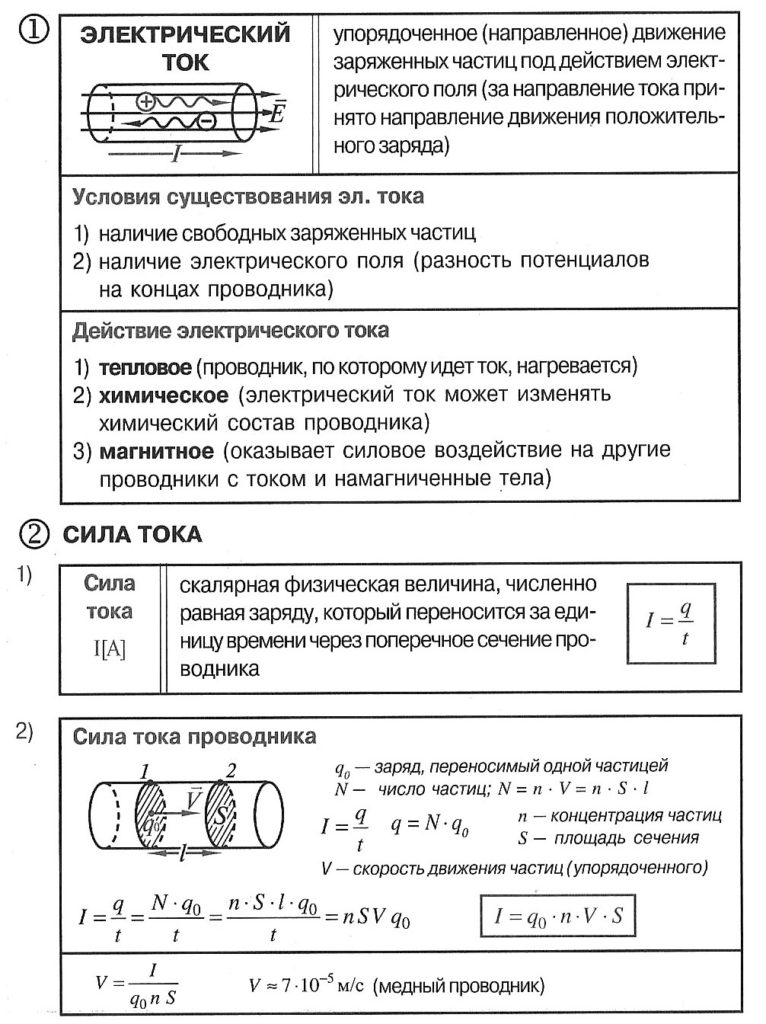 ① ЭЛЕКТРИЧЕСКИЙ
ТОК
E
I
упорядоченное (направленное) движение
заряженных частиц под действием элект-
рического поля (за направление тока при-
нято направление движения положитель-
ного заряда)
Условия существования эл. тока
1) наличие свободных заряженных частиц
2) наличие электрического поля (разность потенциалов
на концах проводника)
Действие электрического тока
1) тепловое (проводник, по которому идет ток, нагревается)
2) химическое (электрический ток может изменять
химический состав проводника)
3) магнитное (оказывает силовое воздействие на другие
проводники с током и намагниченные тела)
② СИЛА ТОКА
1)
Сила
тока
I[A]
скалярная физическая величина, численно
равная заряду, который переносится за еди-
ницу времени через поперечное сечение про-
водника
I = q/t
2)
Сила тока проводника
1 2
V
q₀ S
l
q₀ — заряд, переносимый одной частицей
N — число частиц; N = n · V = n · S · l
I = q/t q = N·q₀
n — концентрация частиц
S — площадь сечения
V — скорость движения частиц (упорядоченного)
I = q/t = N·q₀/t = n·S·l·q₀/t = nSVq₀
I = q₀·n·V·S
V = I/q₀nS V ≈ 7·10⁻⁵ м/с (медный проводник)